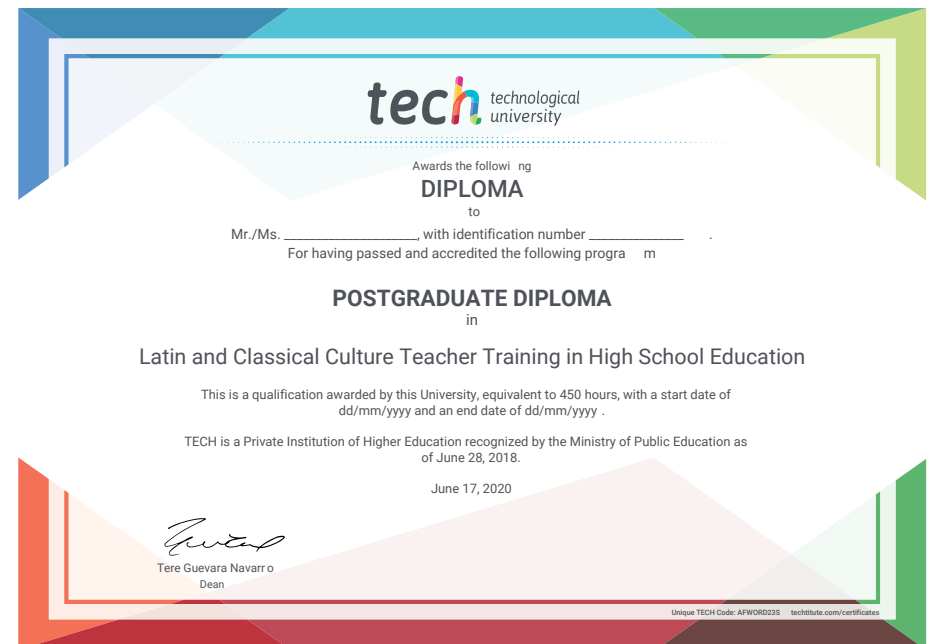 tech technological
university
Awards the followi ng
DIPLOMA
to
Mr./Ms. ____________________, with identification number ______________ .
For having passed and accredited the following progra m
POSTGRADUATE DIPLOMA
in
Latin and Classical Culture Teacher Training in High School Education
This is a qualification awarded by this University, equivalent to 450 hours, with a start date of
dd/mm/yyyy and an end date of dd/mm/yyyy .
TECH is a Private Institution of Higher Education recognized by the Ministry of Public Education as
of June 28, 2018.
June 17, 2020
Tere Guevara Navarr o
Dean
Unique TECH Code: AFWORD23S techtitute.com/certificates